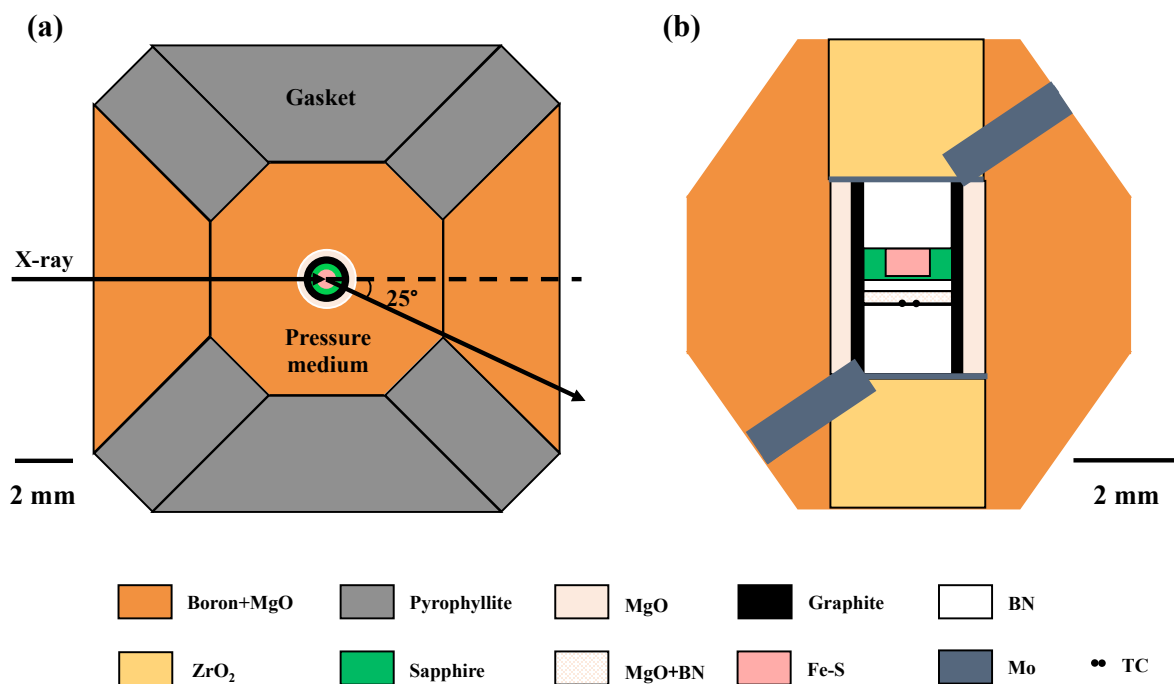 (a)
(b)
Gasket
X-ray
25°
Pressure
medium
2 mm
2 mm
Boron+MgO
Pyrophyllite
MgO
Graphite
BN
ZrO₂
Sapphire
MgO+BN
Fe-S
Mo
TC